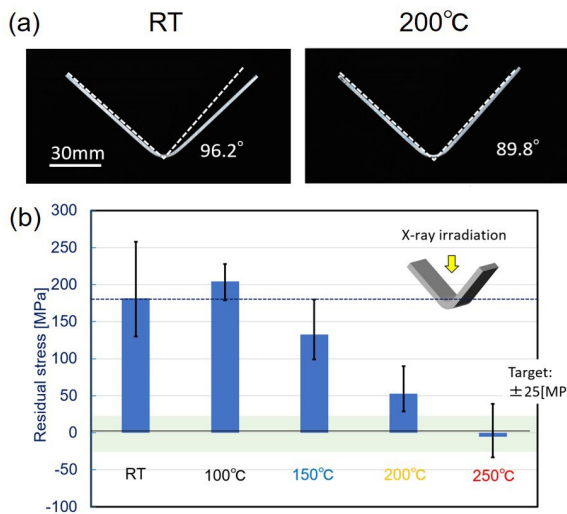 (a)
RT
200℃
30mm
96.2°
89.8°
(b)
Residual stress [MPa]
300
250
200
150
100
50
0
-50
-100
X-ray irradiation
Target:
±25[MP
RT
100℃
150℃
200℃
250℃